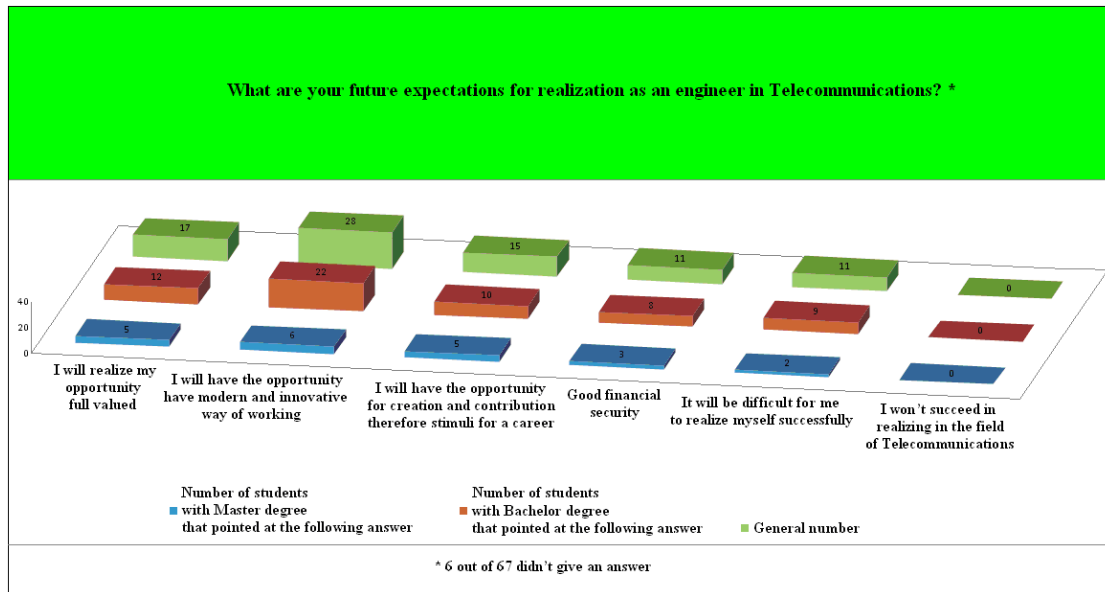 What are your future expectations for realization as an engineer in Telecommunications? *
17
28
15
11
11
0
12
22
10
8
9
0
5
6
5
3
2
0
40
20
0
I will realize my
opportunity
full valued
I will have the opportunity
have modern and innovative
way of working
I will have the opportunity
for creation and contribution
therefore stimuli for a career
Good financial
security
It will be difficult for me
to realize myself successfully
I won't succeed in
realizing in the field
of Telecommunications
Number of students
with Master degree
that pointed at the following answer
Number of students
with Bachelor degree
that pointed at the following answer
General number
* 6 out of 67 didn't give an answer